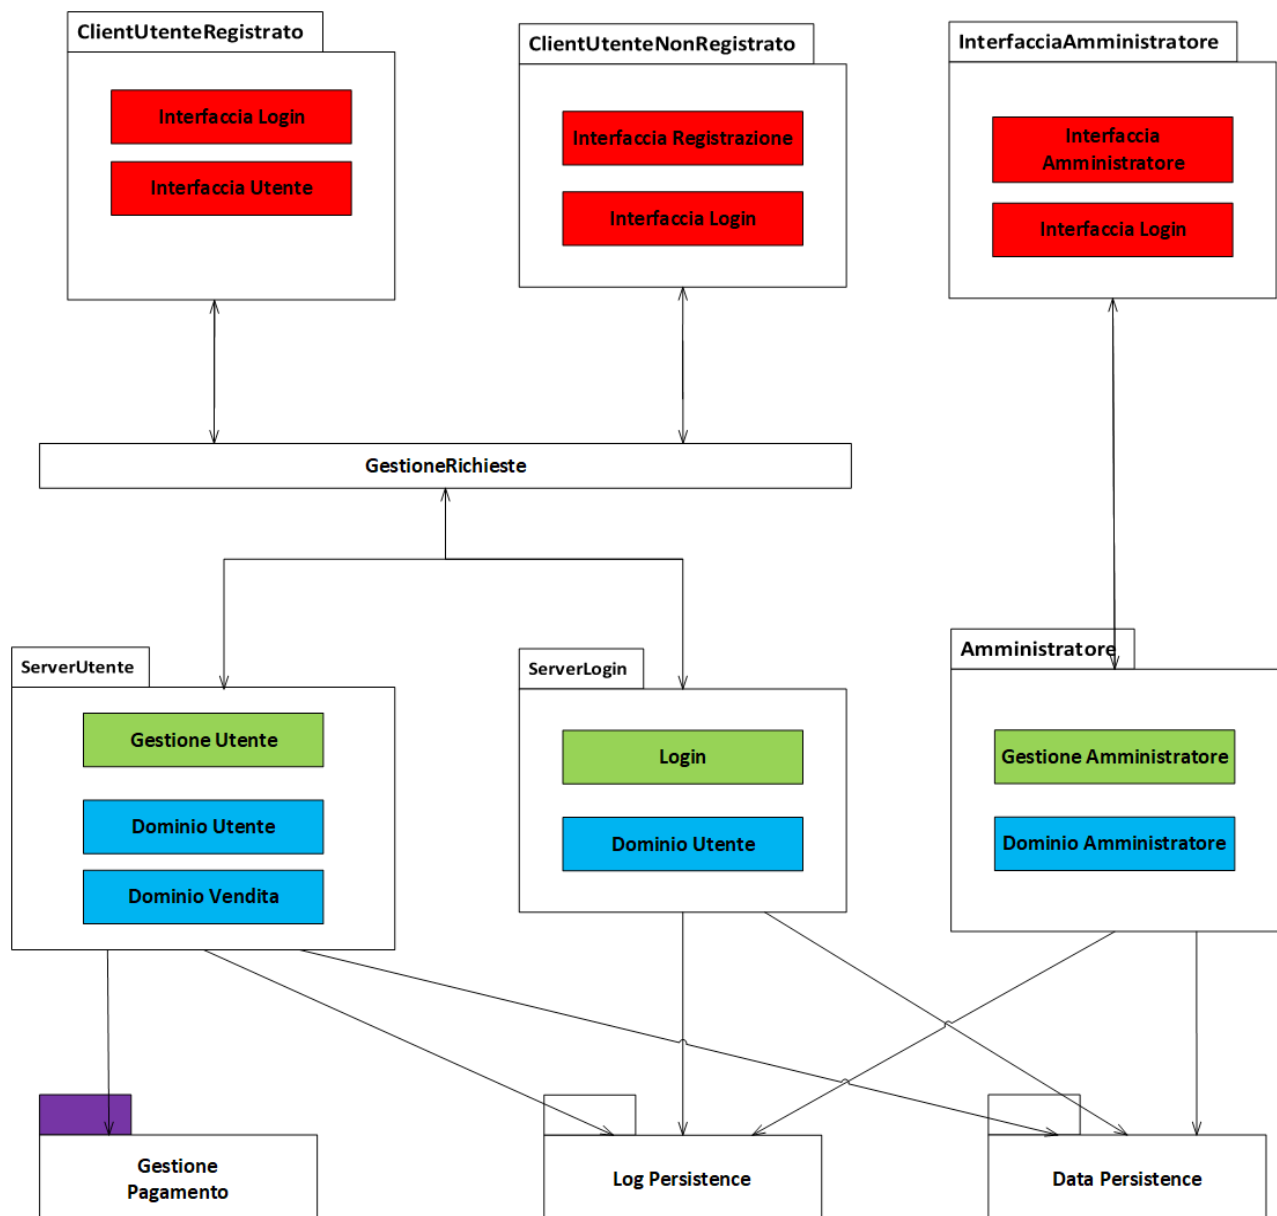 ClientUtenteRegistrato
ClientUtenteNonRegistrato
InterfacciaAmministratore
Interfaccia Login
Interfaccia Utente
Interfaccia Registrazione
Interfaccia Login
Interfaccia
Amministratore
Interfaccia Login
GestioneRichieste
ServerUtente
ServerLogin
Amministratore
Gestione Utente
Dominio Utente
Dominio Vendita
Login
Dominio Utente
Gestione Amministratore
Dominio Amministratore
Gestione
Pagamento
Log Persistence
Data Persistence